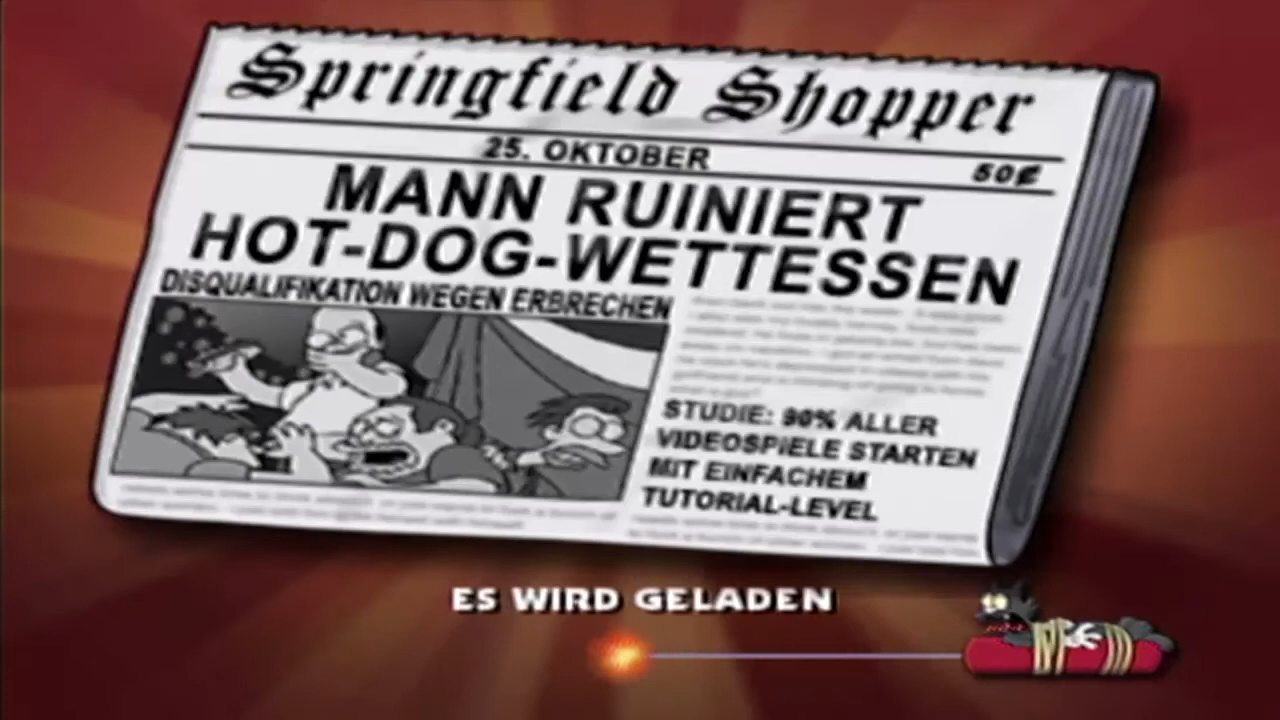 Springfield Shopper
25. OKTOBER
50¢
MANN RUINIERT
HOT-DOG-WETTESSEN
DISQUALIFIKATION WEGEN ERBRECHEN
STUDIE: 90% ALLER
VIDEOSPIELE STARTEN
MIT EINFACHEM
TUTORIAL-LEVEL
ES WIRD GELADEN